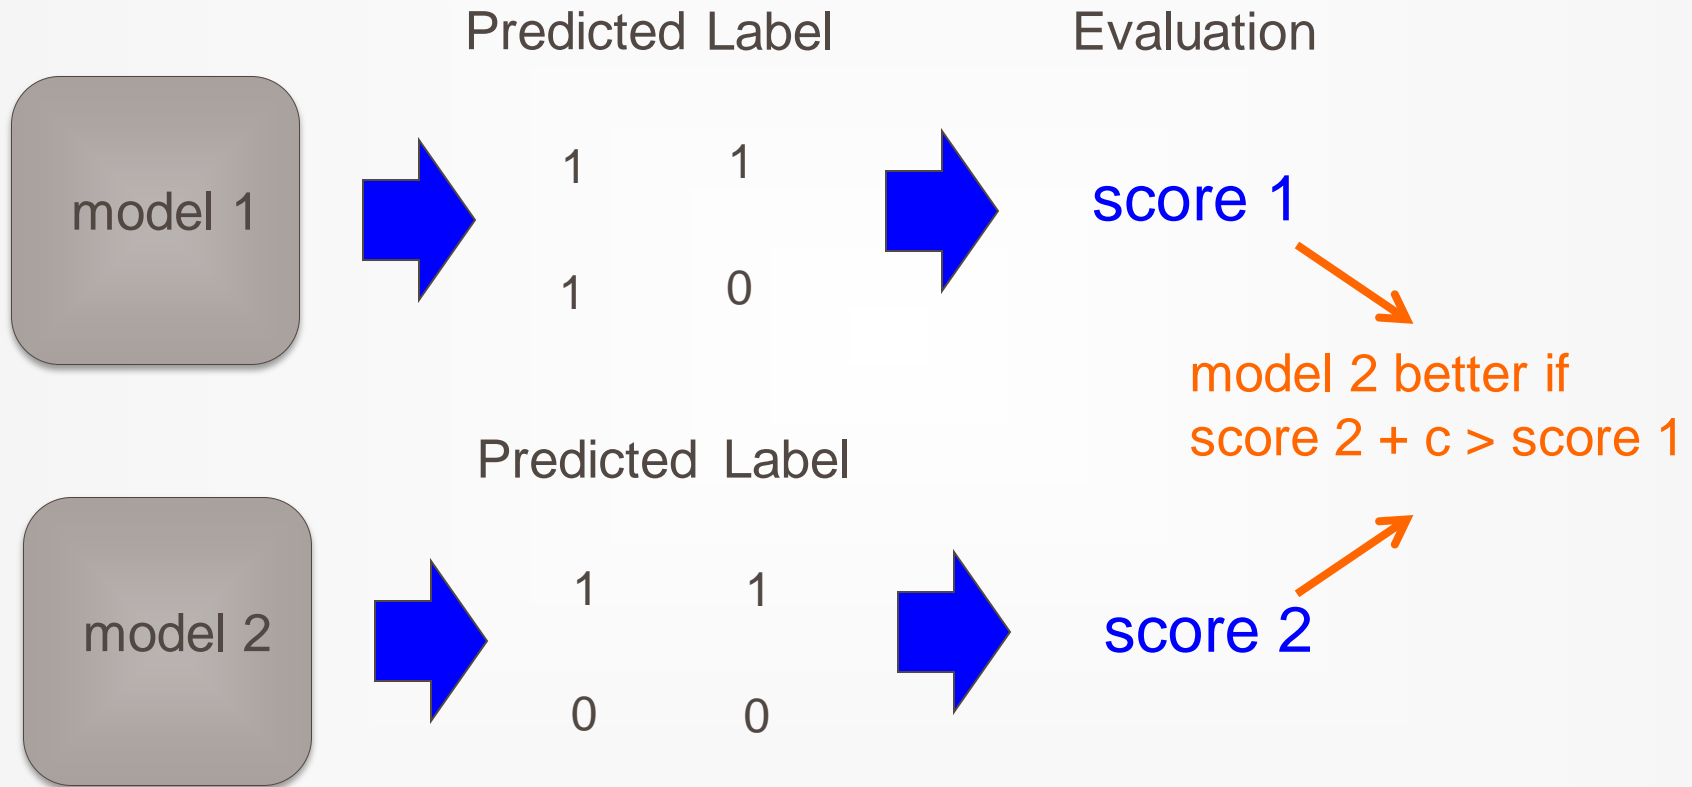 Predicted Label Evaluation
model 1
1 1
1 0
score 1
model 2 better if
score 2 + c > score 1
Predicted Label
model 2
1 1
0 0
score 2